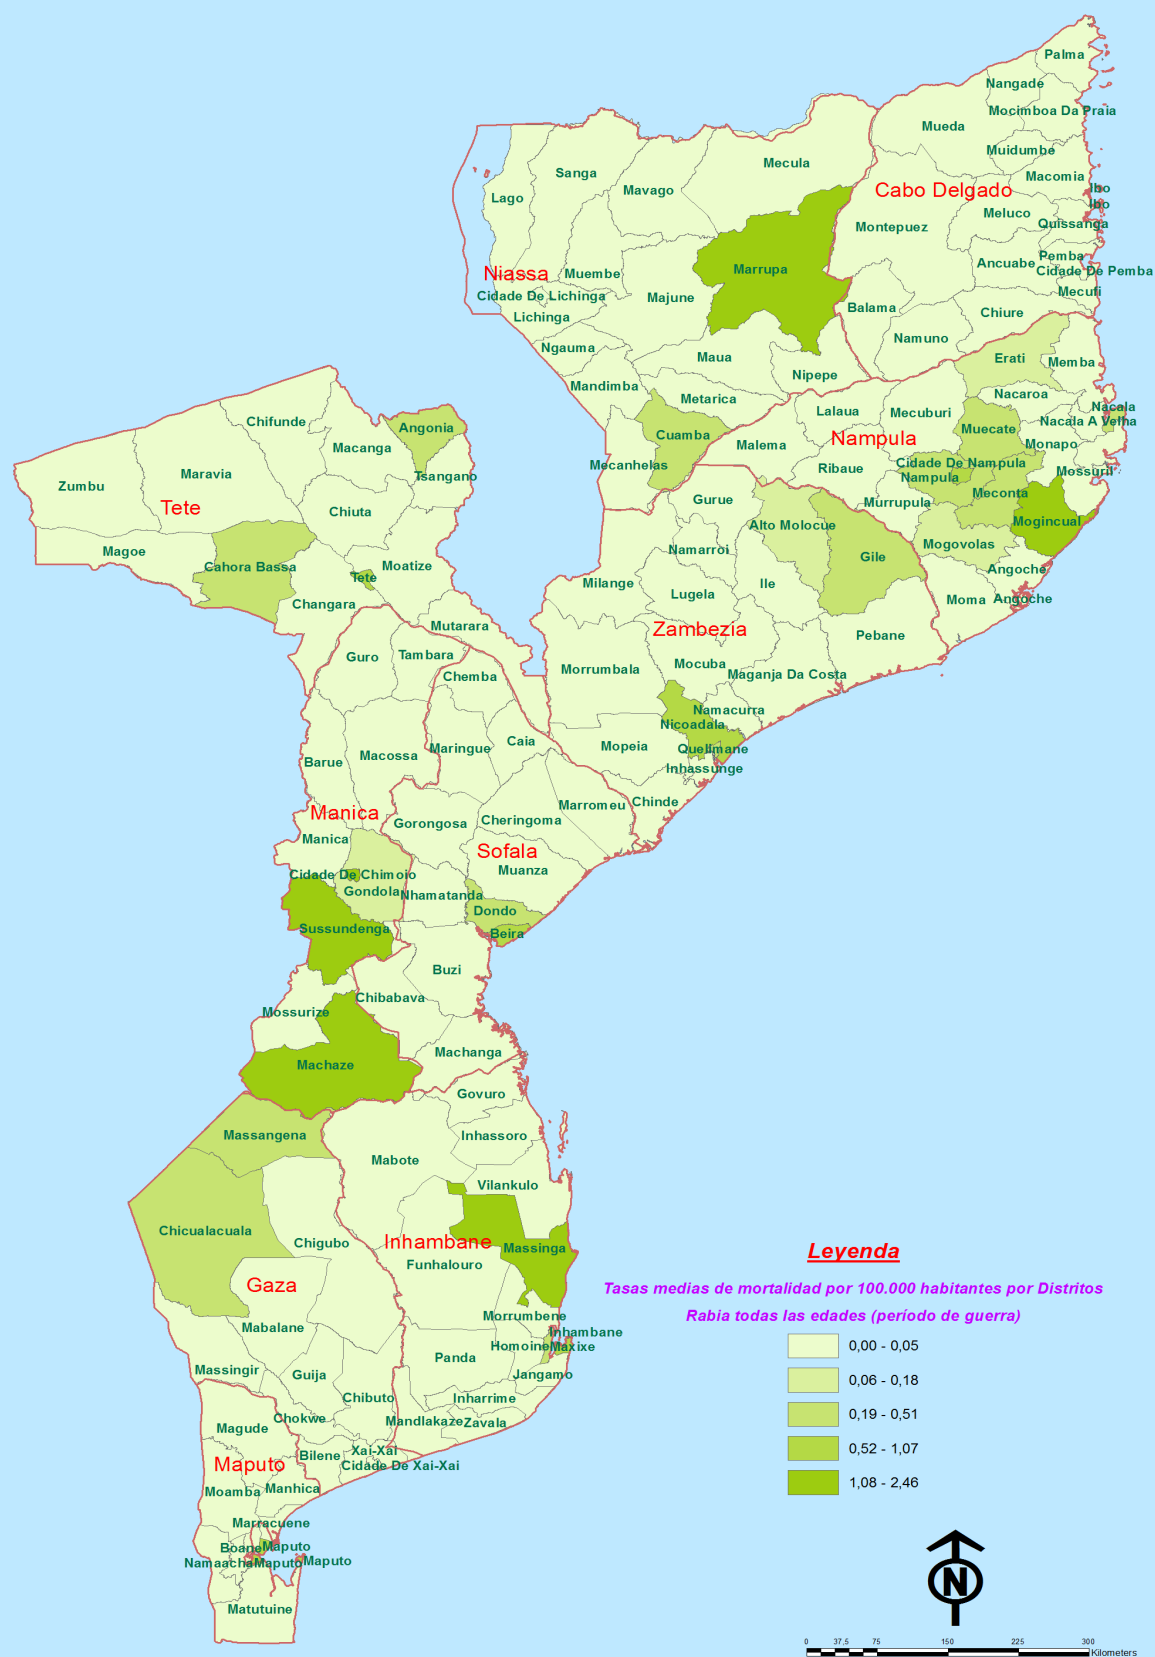 Palma
Nangade
Mocimboa Da Praia
Mueda
Muidumbe
Mecula
Sanga
Macomia
Mavago
Cabo Delgado
Ibo
Lago
Ibo
Meluco
Quissanga
Montepuez
Pemba
Ancuabe
Marrupa
Cidade De Pemba
Niassa
Muembe
Mecufi
Cidade De Lichinga
Majune
Balama
Chiure
Lichinga
Namuno
Ngauma
Maua
Erati
Memba
Nipepe
Mandimba
Nacaroa
Metarica
Nacala
Lalaua
Mecuburi
Chifunde
Nacala A Velha
Angonia
Muecate
Cuamba
Nampula
Malema
Monapo
Macanga
Cidade De Nampula
Mecanhelas
Ribaue
Mossuril
Maravia
Tsangano
Nampula
Zumbu
Meconta
Gurue
Murrupula
Tete
Chiuta
Mogincual
Alto Molocue
Mogovolas
Magoe
Namarroi
Gile
Cahora Bassa
Moatize
Angoche
Tete
Milange
Ile
Lugela
Moma
Angoche
Changara
Mutarara
Zambezia
Pebane
Guro
Tambara
Mocuba
Morrumbala
Maganja Da Costa
Chemba
Namacurra
Nicoadala
Caia
Maringue
Mopeia
Quelimane
Macossa
Barue
Inhassunge
Marromeu
Chinde
Manica
Cheringoma
Gorongosa
Manica
Sofala
Muanza
Cidade De Chimoio
Gondola
Nhamatanda
Dondo
Sussundenga
Beira
Buzi
Chibabava
Mossurize
Machanga
Machaze
Govuro
Massangena
Inhassoro
Mabote
Vilankulo
Chicualacuala
Chigubo
Inhambane
Massinga
Funhalouro
Gaza
Morrumbene
Mabalane
Inhambane
Homoine
Maxixe
Panda
Massingir
Guija
Jangamo
Chibuto
Inharrime
Chokwe
Mandlakaze
Zavala
Magude
Xai-Xai
Bilene
Maputo
Cidade De Xai-Xai
Manhica
Moamba
Marracuene
Boane
Maputo
Namaacha
Maputo
Maputo
Matutuine
Leyenda
Tasas medias de mortalidad por 100.000 habitantes por Distritos
Rabia todas las edades (período de guerra)
0,00 - 0,05
0,06 - 0,18
0,19 - 0,51
0,52 - 1,07
1,08 - 2,46
N
0 37,5 75 150 225 300
Kilometers